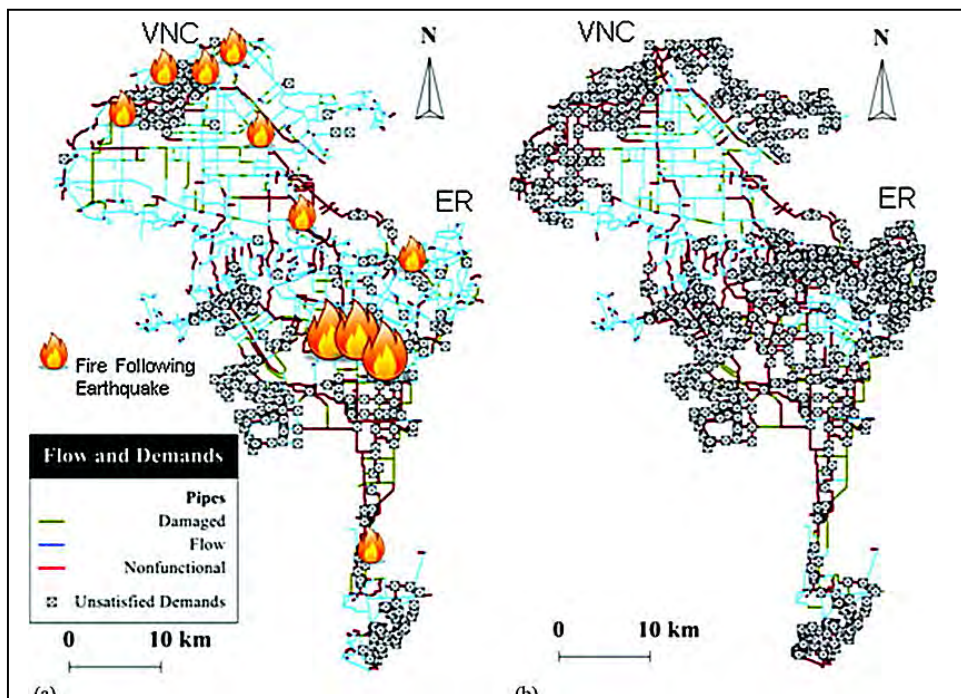 VNC
N
ER
Fire Following
Earthquake
Flow and Demands
Pipes
Damaged
Flow
Nonfunctional
Unsatisfied Demands
0 10 km
(a)
VNC
N
ER
0 10 km
(b)